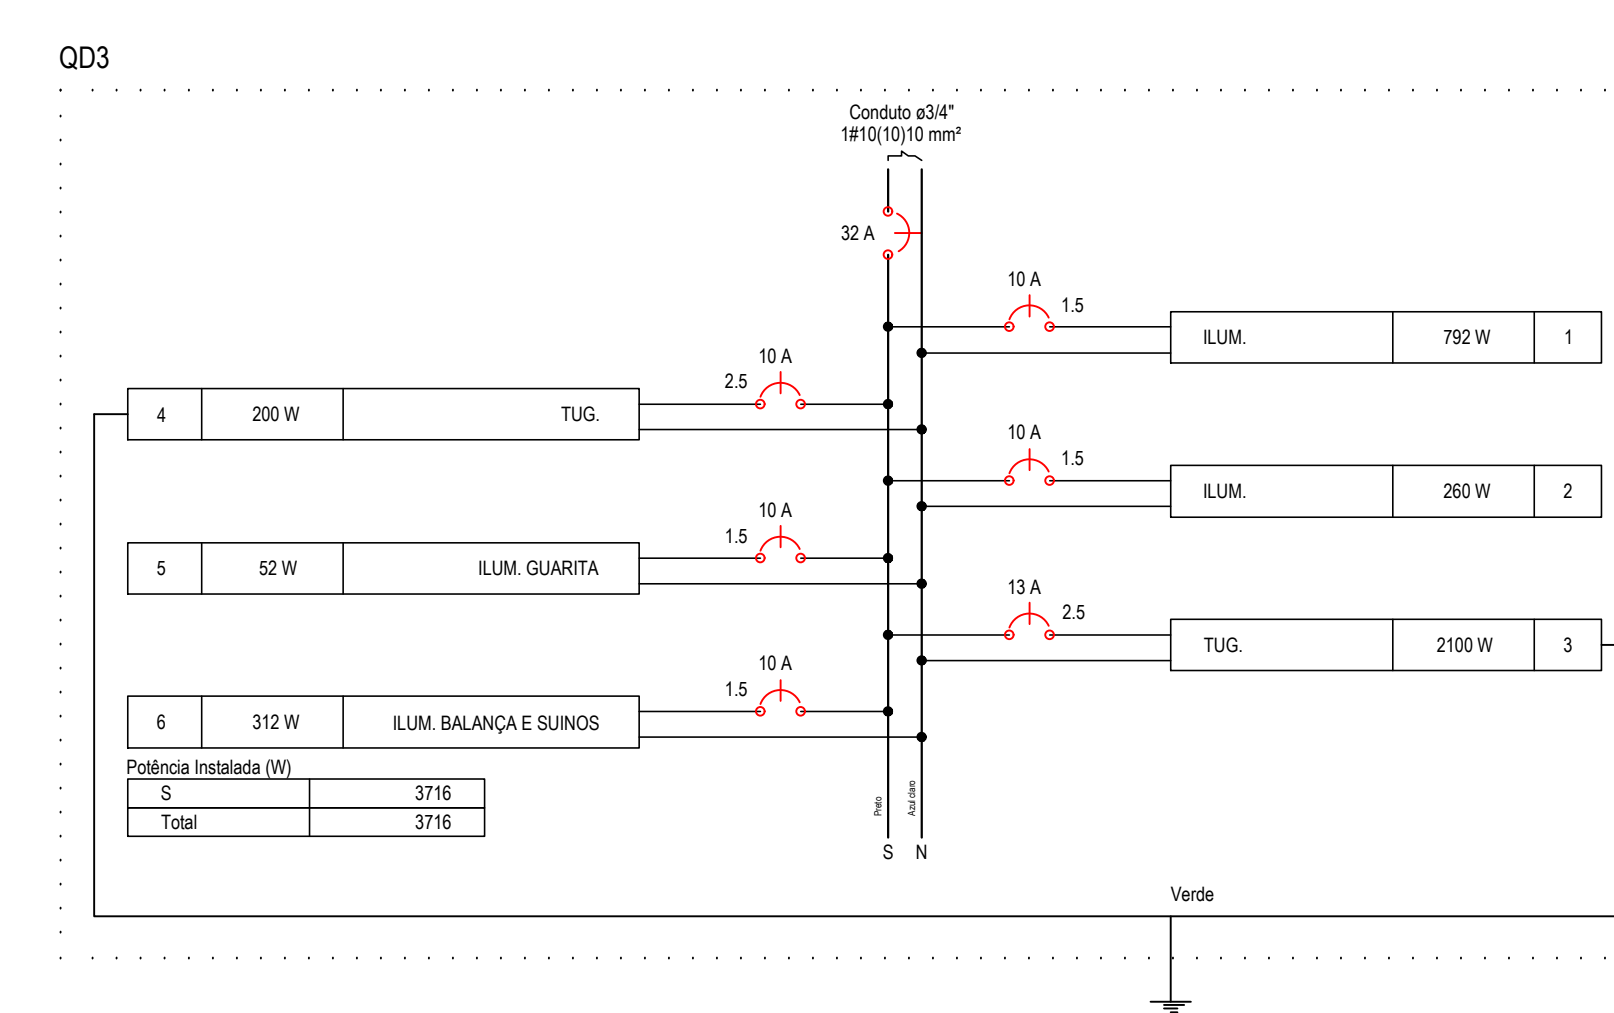 QD3
Conduto ø3/4"
1#10(10)10 mm²
32 A
10 A
1.5
ILUM. 792 W 1
10 A
2.5
4 200 W TUG.
10 A
1.5
ILUM. 260 W 2
10 A
1.5
5 52 W ILUM. GUARITA
13 A
2.5
TUG. 2100 W 3
10 A
1.5
6 312 W ILUM. BALANÇA E SUINOS
Potência Instalada (W)
S 3716
Total 3716
Preto
Azul claro
S N
Verde